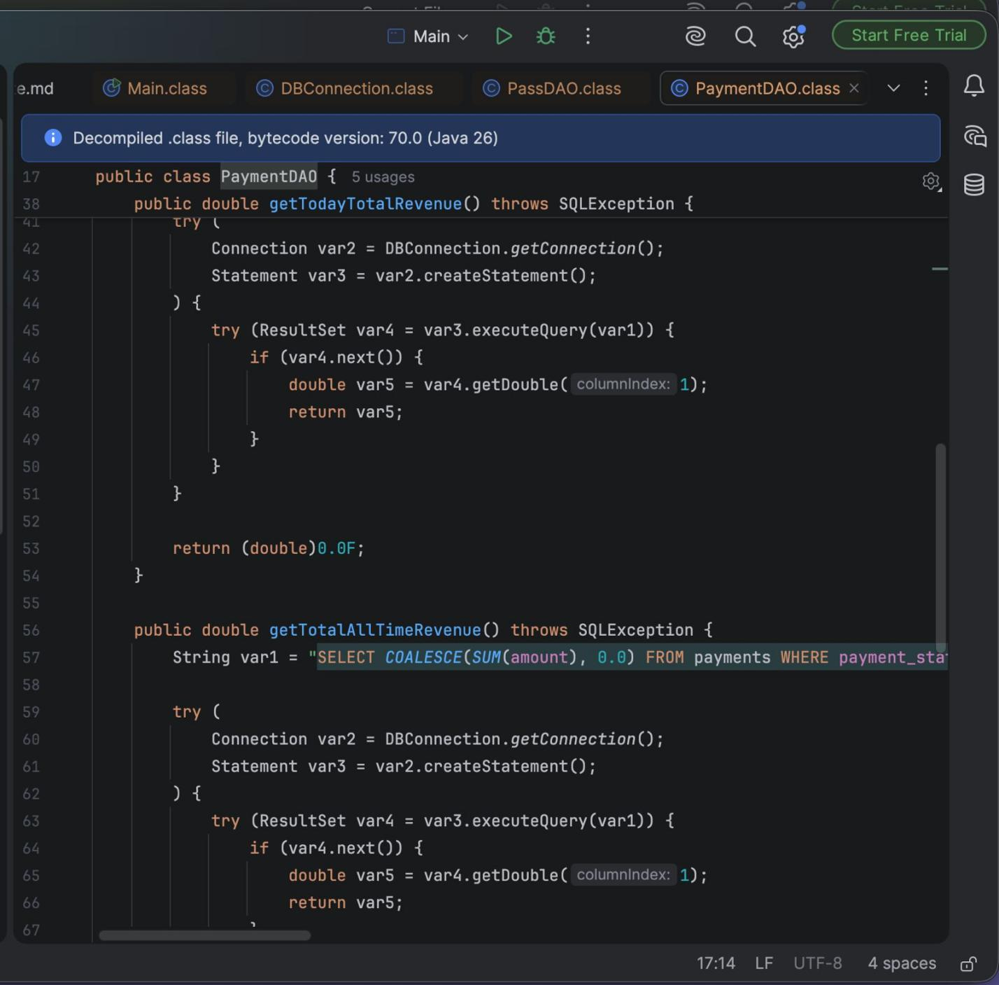 Main
Start Free Trial
e.md
Main.class
DBConnection.class
PassDAO.class
PaymentDAO.class
Decompiled .class file, bytecode version: 70.0 (Java 26)
17 public class PaymentDAO { 5 usages
38 public double getTodayTotalRevenue() throws SQLException {
41 try (
42 Connection var2 = DBConnection.getConnection();
43 Statement var3 = var2.createStatement();
44 ) {
45 try (ResultSet var4 = var3.executeQuery(var1)) {
46 if (var4.next()) {
47 double var5 = var4.getDouble( columnIndex: 1);
48 return var5;
49 }
50 }
51 }
52
53 return (double)0.0F;
54 }
55
56 public double getTotalAllTimeRevenue() throws SQLException {
57 String var1 = "SELECT COALESCE(SUM(amount), 0.0) FROM payments WHERE payment_sta
58
59 try (
60 Connection var2 = DBConnection.getConnection();
61 Statement var3 = var2.createStatement();
62 ) {
63 try (ResultSet var4 = var3.executeQuery(var1)) {
64 if (var4.next()) {
65 double var5 = var4.getDouble( columnIndex: 1);
66 return var5;
67 }
17:14 LF UTF-8 4 spaces